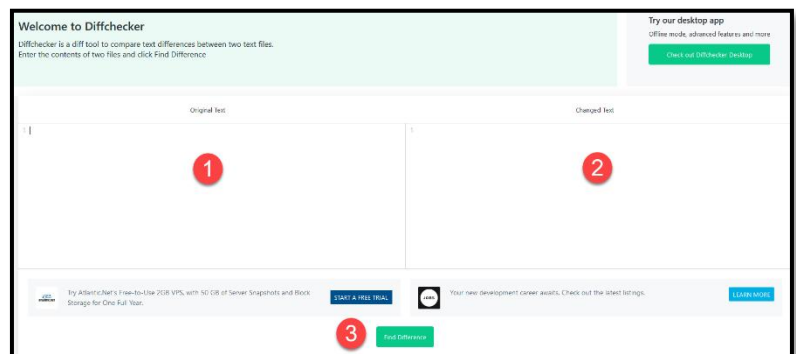 Welcome to Diffchecker
Diffchecker is a diff tool to compare text differences between two text files.
Enter the contents of two files and click Find Difference
Try our desktop app
Offline mode, advanced features and more
Check out Diffchecker Desktop
Original Text
Changed Text
1
1
1
2
Try Atlantic.Net's Free-to-Use 2GB VPS, with 50 GB of Server Snapshots and Block
Storage for One Full Year.
START A FREE TRIAL
JOBS
Your new development career awaits. Check out the latest listings.
LEARN MORE
3
Find Difference